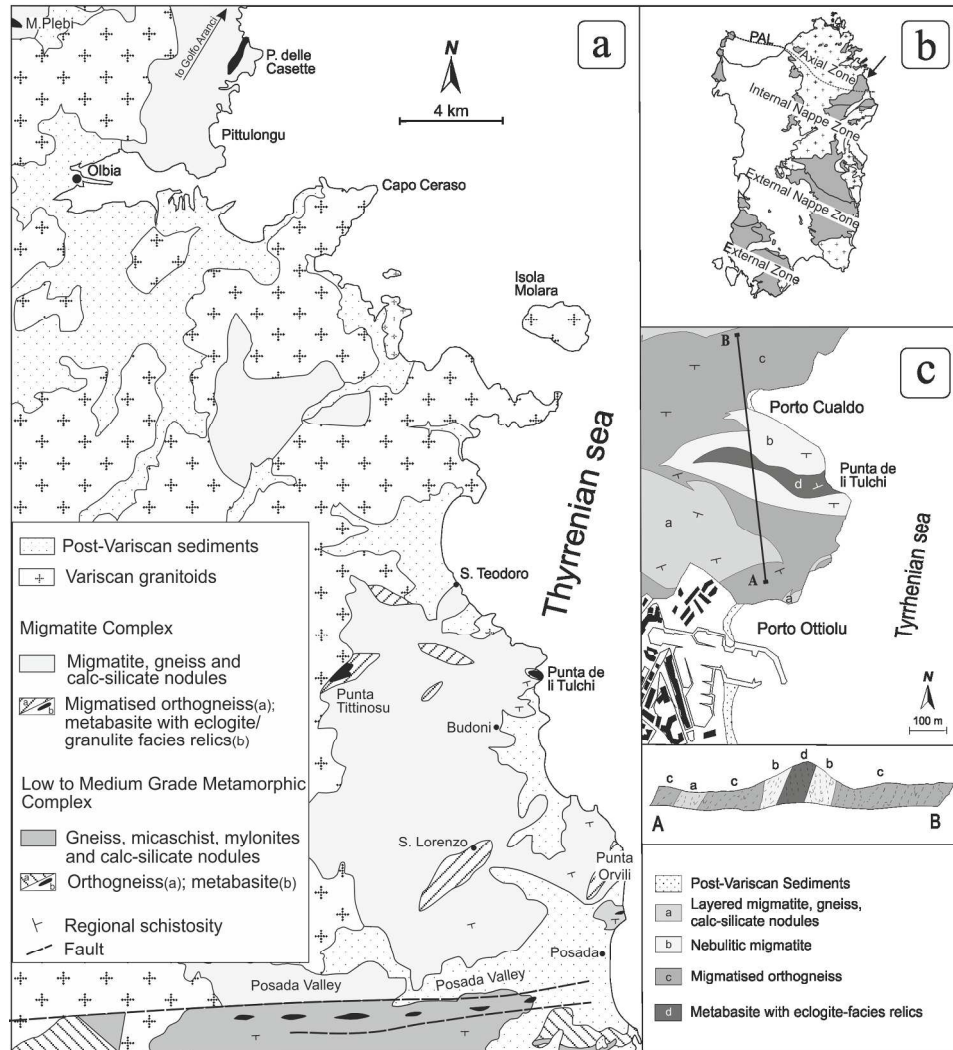 M.Plebi
to Golfo Aranci
P. delle
Casette
N
4 km
a
Pittulongu
Olbia
Capo Ceraso
Isola
Molara
Thyrrenian sea
S. Teodoro
Punta
Tittinosu
Punta de
li Tulchi
Budoni
S. Lorenzo
Punta
Orvili
Posada
Posada Valley
Posada Valley
Post-Variscan sediments
Variscan granitoids
Migmatite Complex
Migmatite, gneiss and
calc-silicate nodules
a
b
Migmatised orthogneiss(a);
metabasite with eclogite/
granulite facies relics(b)
Low to Medium Grade Metamorphic
Complex
Gneiss, micaschist, mylonites
and calc-silicate nodules
a
b
Orthogneiss(a); metabasite(b)
Regional schistosity
Fault
b
PAL
Axial Zone
Internal Nappe Zone
External Nappe Zone
External Zone
c
B
c
Porto Cualdo
b
Punta de
li Tulchi
d
a
A
a
Porto Ottiolu
Tyrrhenian sea
N
100 m
c
a
c
b
d
b
c
A
B
Post-Variscan Sediments
a
Layered migmatite, gneiss,
calc-silicate nodules
b
Nebulitic migmatite
c
Migmatised orthogneiss
d
Metabasite with eclogite-facies relics